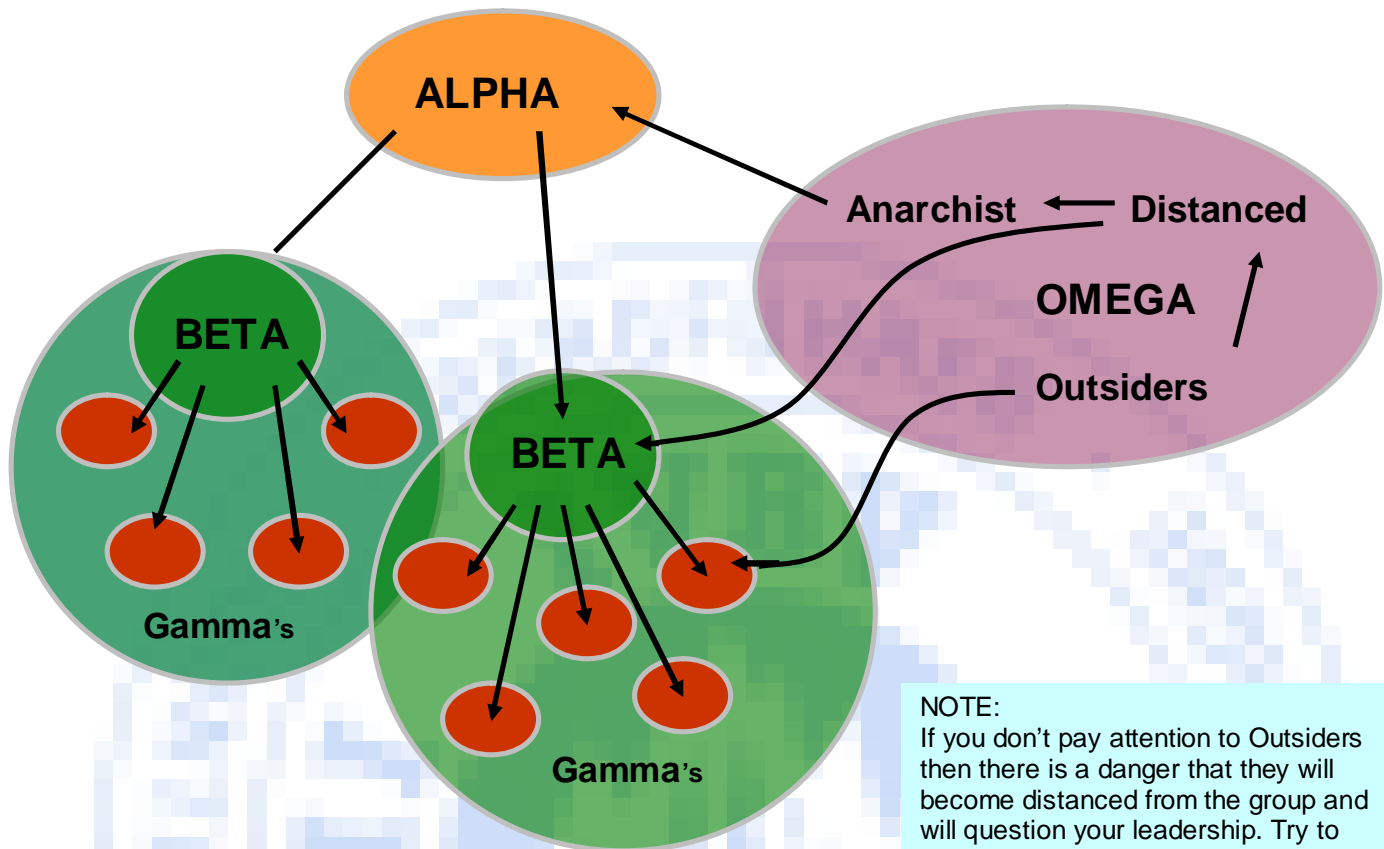 ALPHA
Anarchist
Distanced
OMEGA
Outsiders
BETA
Gamma's
BETA
Gamma's
NOTE:
If you don’t pay attention to Outsiders
then there is a danger that they will
become distanced from the group and
will question your leadership. Try to